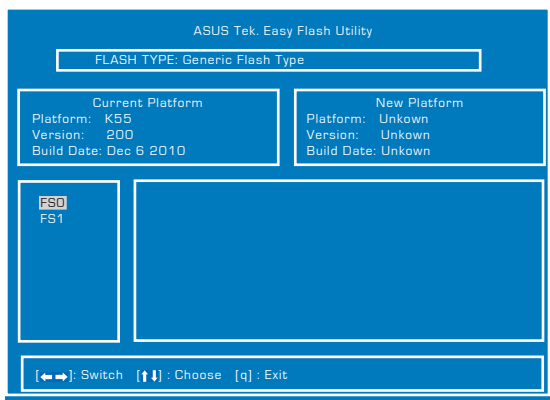 ASUS Tek. Easy Flash Utility
FLASH TYPE: Generic Flash Type
Current Platform
Platform: K55
Version: 200
Build Date: Dec 6 2010
New Platform
Platform: Unkown
Version: Unkown
Build Date: Unkown
FS0
FS1
[←→]: Switch [↑↓] : Choose [q] : Exit